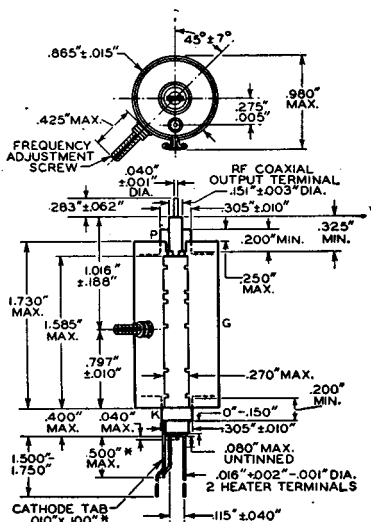 45°±7°
.865"±.015"
.980"
MAX.
.275"
.005"
.425"MAX.
FREQUENCY
ADJUSTMENT
SCREW
.040"
±.001"
DIA.
RF COAXIAL
OUTPUT TERMINAL
.151"±.003"DIA.
.283"±.062"
.305"±.010"
.325"
MIN.
P
.200"MIN.
.250"
MAX.
1.016
±.188"
1.730"
MAX.
1.585"
MAX.
G
.797"
±.010"
.270"MAX.
.200"
MIN.
.400"
MAX.
.040"
MAX.
K
0"-.150"
.305"±.010"
.500"*
MAX.
.080"MAX.
UNTINNED
1.500"-
1.750"
.016"+.002"-.001"DIA.
2 HEATER TERMINALS
CATHODE TAB
.010"x.100"*
.115"±.040"